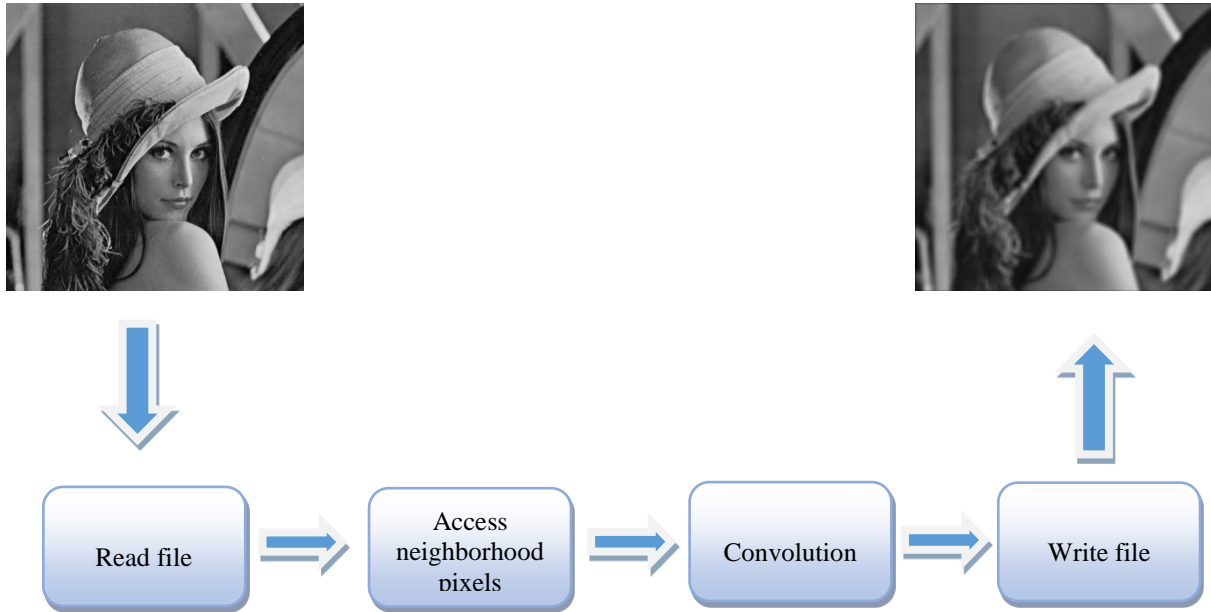 Read file
Access
neighborhood
pixels
Convolution
Write file